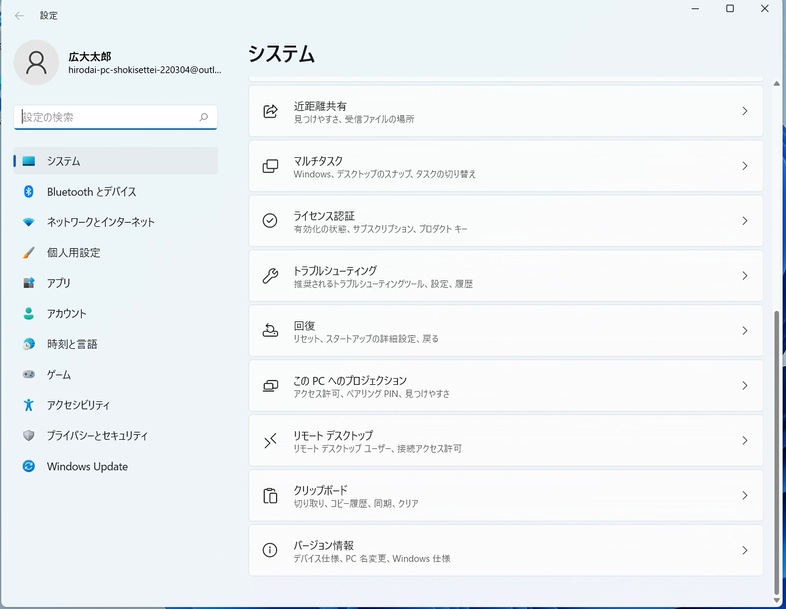 設定
広大太郎
hirodai-pc-shokisettei-220304@outl...
設定の検索
システム
Bluetooth とデバイス
ネットワークとインターネット
個人用設定
アプリ
アカウント
時刻と言語
ゲーム
アクセシビリティ
プライバシーとセキュリティ
Windows Update
システム
近距離共有
見つけやすさ、受信ファイルの場所
マルチタスク
Windows、デスクトップのスナップ、タスクの切り替え
ライセンス認証
有効化の状態、サブスクリプション、プロダクト キー
トラブルシューティング
推奨されるトラブルシューティングツール、設定、履歴
回復
リセット、スタートアップの詳細設定、戻る
この PC へのプロジェクション
アクセス許可、ペアリング PIN、見つけやすさ
リモート デスクトップ
リモート デスクトップ ユーザー、接続アクセス許可
クリップボード
切り取り、コピー履歴、同期、クリア
バージョン情報
デバイス仕様、PC 名変更、Windows 仕様